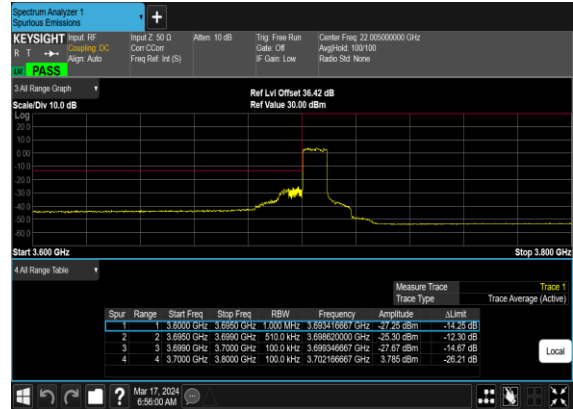 Spectrum Analyzer 1
Spurious Emissions
+
KEYSIGHT Input: RF Input Z: 50 Ω Atten: 10 dB Trig: Free Run Center Freq: 22.005000000 GHz
R T Coupling: DC Corr CCorr Gate: Off Avg|Hold: 100/100
Align: Auto Freq Ref: Int (S) IF Gain: Low Radio Std: None
PASS
3 All Range Graph
Ref Lvl Offset 36.42 dB
Scale/Div 10.0 dB Ref Value 30.00 dBm
Log
20.0
10.0
0.00
-10.0
-20.0
-30.0
-40.0
-50.0
-60.0
Start 3.600 GHz Stop 3.800 GHz
4 All Range Table
Measure Trace Trace 1
Trace Type Trace Average (Active)
Spur Range Start Freq Stop Freq RBW Frequency Amplitude ΔLimit
1 1 3.6000 GHz 3.6950 GHz 1.000 MHz 3.693416667 GHz -27.25 dBm -14.25 dB
2 2 3.6950 GHz 3.6990 GHz 510.0 kHz 3.698620000 GHz -25.30 dBm -12.30 dB
3 3 3.6990 GHz 3.7000 GHz 100.0 kHz 3.699346667 GHz -27.67 dBm -14.67 dB
4 4 3.7000 GHz 3.8000 GHz 100.0 kHz 3.702166667 GHz 3.785 dBm -26.21 dB
Local
? Mar 17, 2024
6:56:00 AM